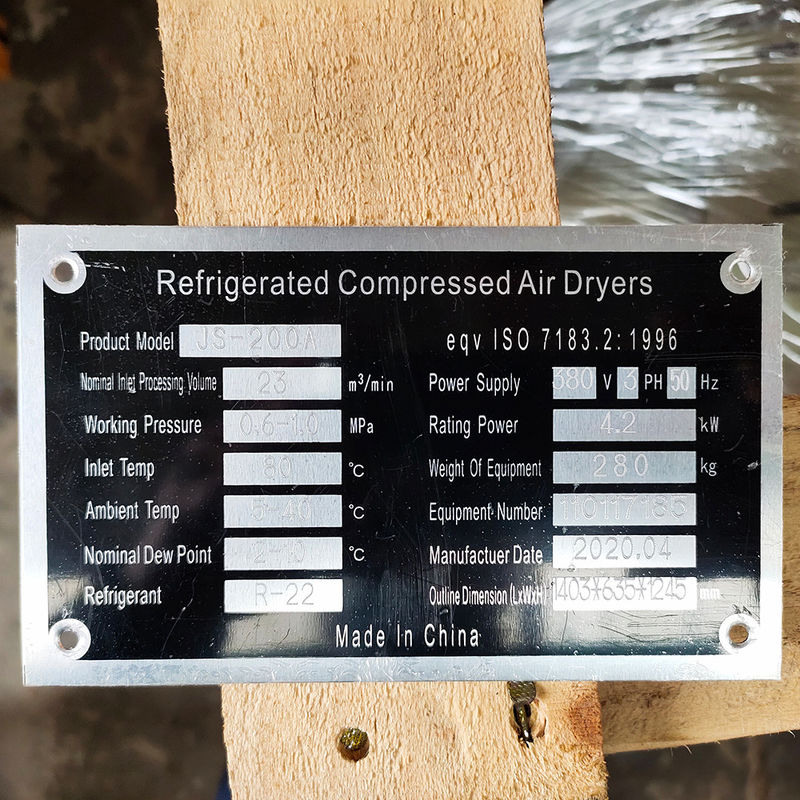 Refrigerated Compressed Air Dryers
Product Model JS-200A
eqv ISO 7183.2:1996
Nominal Inlet Processing Volume 23 m³/min
Power Supply 380 V 3 PH 50 Hz
Working Pressure 0.6-1.0 MPa
Rating Power 4.2 kW
Inlet Temp 80 ℃
Weight Of Equipment 280 kg
Ambient Temp 5-40 ℃
Equipment Number 110117185
Nominal Dew Point 2-10 ℃
Manufactuer Date 2020.04
Refrigerant R-22
Outline Dimension (LxWxH) 1403*635*1245 mm
Made In China